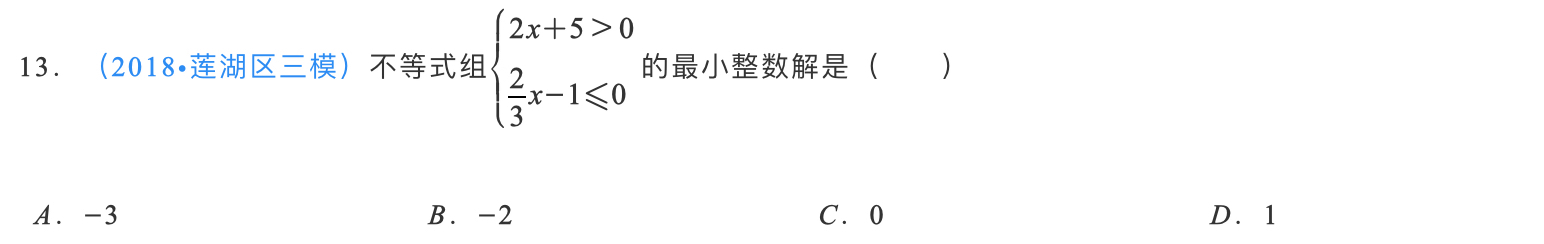 13. (2018•莲湖区三模)不等式组{2x+5>0
2/3x-1⩽0 的最小整数解是(  )
A. -3 B. -2 C. 0 D. 1